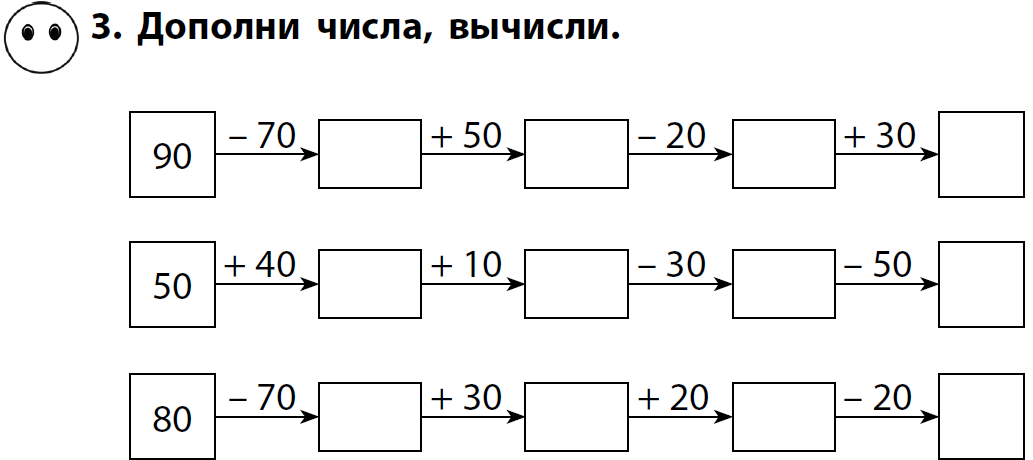 3. Дополни числа, вычисли.
90 – 70 + 50 – 20 + 30
50 + 40 + 10 – 30 – 50
80 – 70 + 30 + 20 – 20